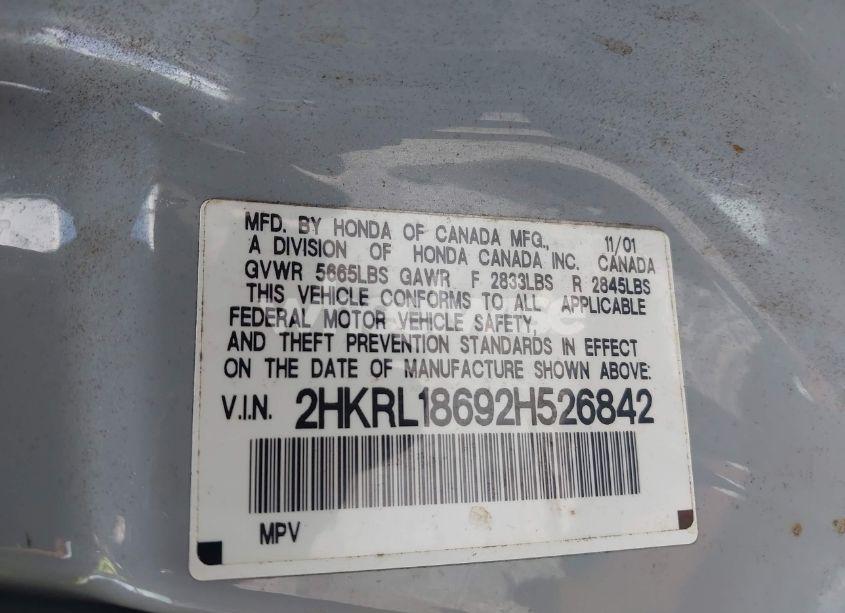 MFD. BY HONDA OF CANADA MFG., 11/01
A DIVISION OF HONDA CANADA INC. CANADA
GVWR 5665LBS GAWR F 2833LBS R 2845LBS
THIS VEHICLE CONFORMS TO ALL APPLICABLE
FEDERAL MOTOR VEHICLE SAFETY,
AND THEFT PREVENTION STANDARDS IN EFFECT
ON THE DATE OF MANUFACTURE SHOWN ABOVE:
V.I.N. 2HKRL18692H526842
MPV